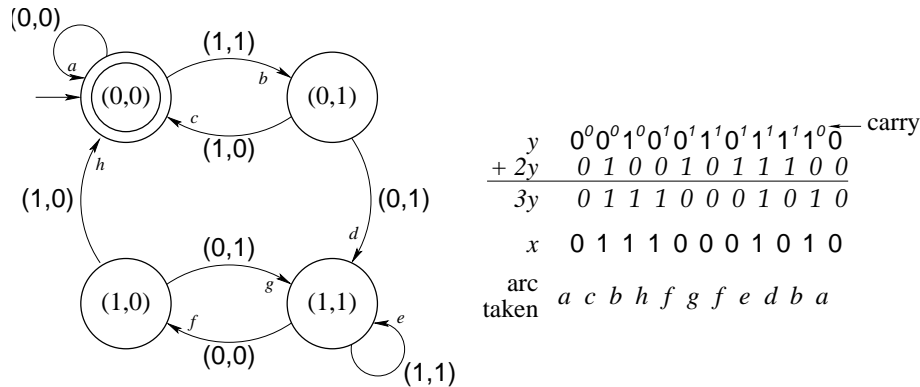 (0,0)
(1,1)
a
b
(0,0)
(0,1)
c
carry
y 0⁰0⁰1⁰0¹0¹1¹0¹1¹1¹1⁰0
(1,0)
h
+ 2y 0 1 0 0 1 0 1 1 1 0 0
(1,0)
(0,1)
3y 0 1 1 1 0 0 0 1 0 1 0
(0,1)
d
x 0 1 1 1 0 0 0 1 0 1 0
g
(1,0)
(1,1)
arc
taken a c b h f g f e d b a
f
e
(0,0)
(1,1)